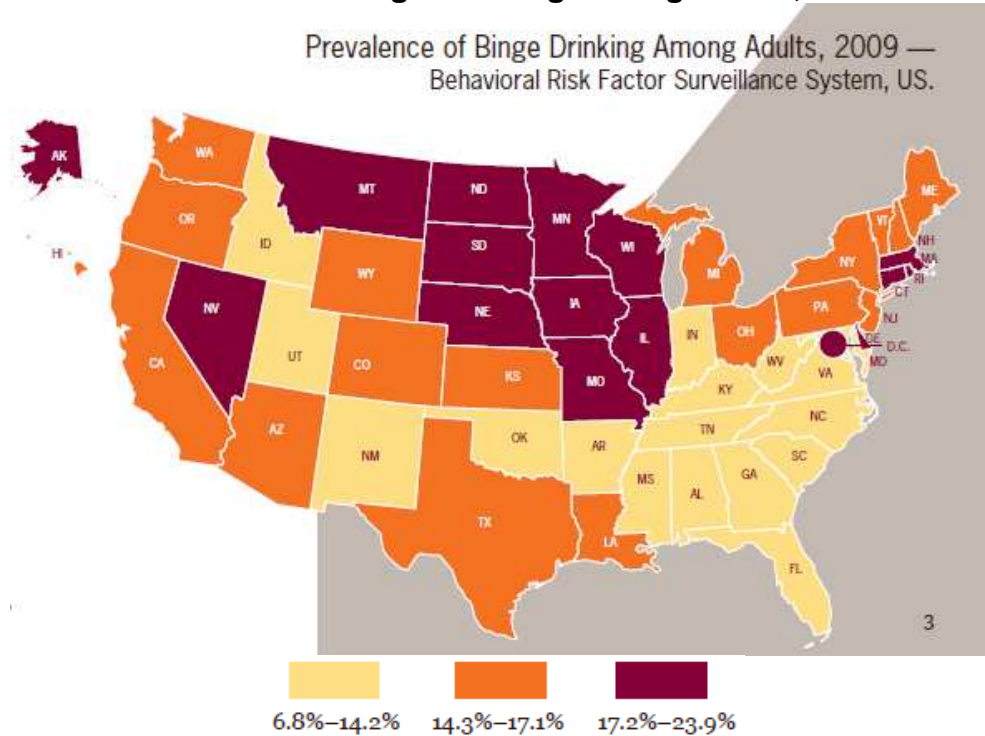 Prevalence of Binge Drinking Among Adults, 2009 —
Behavioral Risk Factor Surveillance System, US.
AK
WA
MT
ND
MN
ME
OR
SD
WI
VT
NH
ID
HI
WY
MI
NY
MA
RI
CT
NV
NE
IA
PA
NJ
UT
CO
IL
IN
OH
DE
D.C.
CA
KS
MO
WV
MD
VA
KY
AZ
NM
OK
AR
TN
NC
MS
AL
GA
SC
TX
LA
FL
3
6.8%–14.2% 14.3%–17.1% 17.2%–23.9%